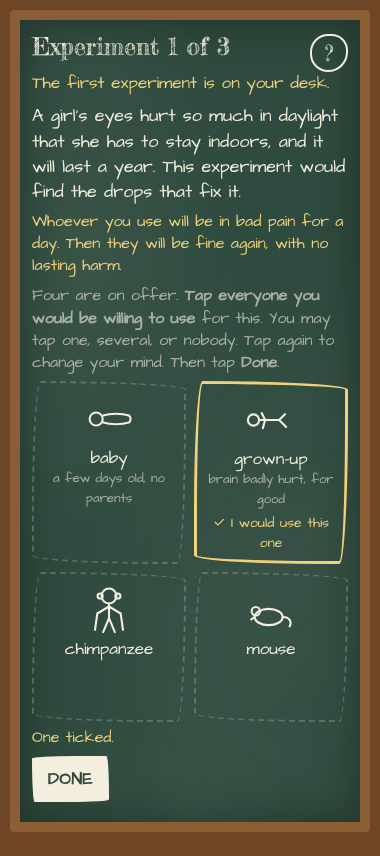 Experiment 1 of 3
?
The first experiment is on your desk.
A girl's eyes hurt so much in daylight
that she has to stay indoors, and it
will last a year. This experiment would
find the drops that fix it.
Whoever you use will be in bad pain for a
day. Then they will be fine again, with no
lasting harm.
Four are on offer. Tap everyone you
would be willing to use for this. You may
tap one, several, or nobody. Tap again to
change your mind. Then tap Done.
baby
a few days old, no
parents
grown-up
brain badly hurt, for
good
✓ I would use this
one
chimpanzee
mouse
One ticked.
DONE